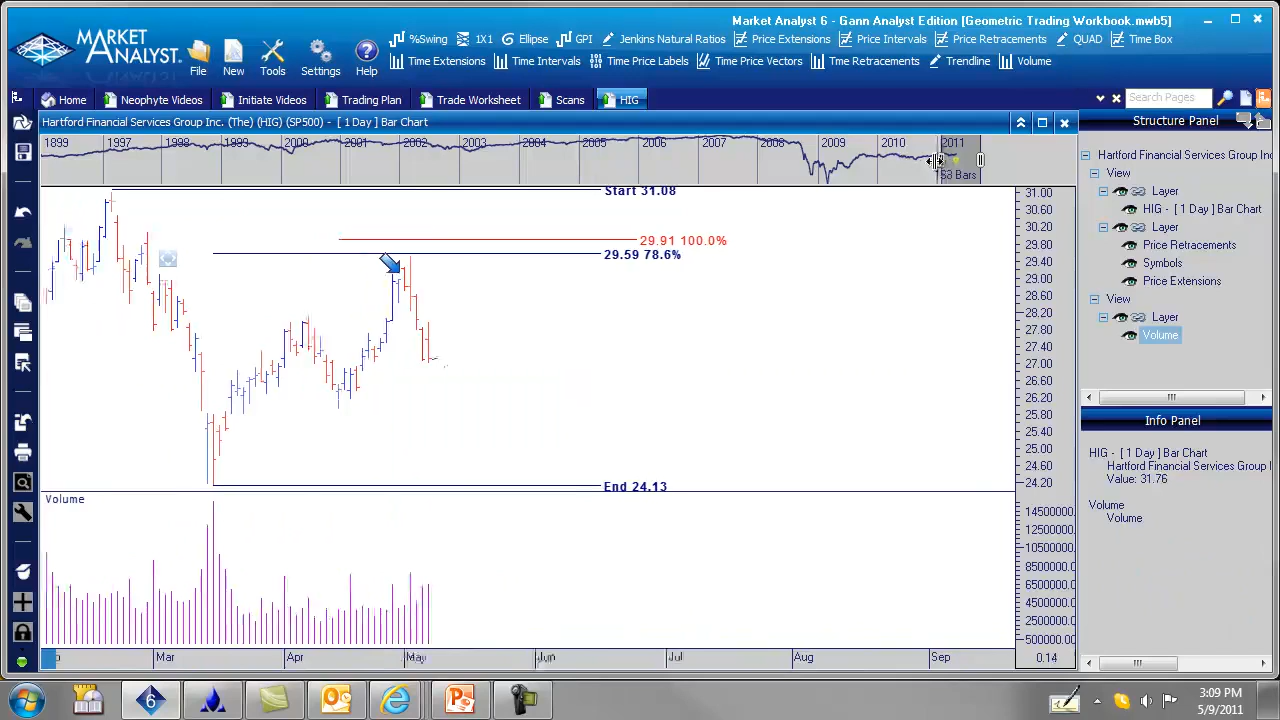 Market Analyst 6 - Gann Analyst Edition [Geometric Trading Workbook.mwb5]
MARKET
ANALYST
6
File
New
Tools
Settings
Help
%Swing 1X1 Ellipse GPI Jenkins Natural Ratios Price Extensions Price Intervals Price Retracements QUAD Time Box
Time Extensions Time Intervals Time Price Labels Time Price Vectors Time Retracements Trendline Volume
Home Neophyte Videos Initiate Videos Trading Plan Trade Worksheet Scans HIG Search Pages
Hartford Financial Services Group Inc. (The) (HIG) (SP500) - [ 1 Day ] Bar Chart
1899 1997 1998 1999 2000 2001 2002 2003 2004 2005 2006 2007 2008 2009 2010 2011
Bars
Start 31.08
29.91 100.0%
29.59 78.6%
End 24.13
31.00
30.60
30.20
29.80
29.40
29.00
28.60
28.20
27.80
27.40
27.00
26.60
26.20
25.80
25.40
25.00
24.60
24.20
Volume
14500000.
12500000.
10500000.
8500000.
6500000.
4500000.
2500000.
500000.
Mar Apr May Jun Jul Aug Sep 0.14
Structure Panel
Hartford Financial Services Group Inc
View
Layer
HIG - [ 1 Day ] Bar Chart
Layer
Price Retracements
Symbols
Price Extensions
View
Layer
Volume
Info Panel
HIG - [ 1 Day ] Bar Chart
Hartford Financial Services Group I
Value: 31.76
Volume
Volume
6
3:09 PM
5/9/2011